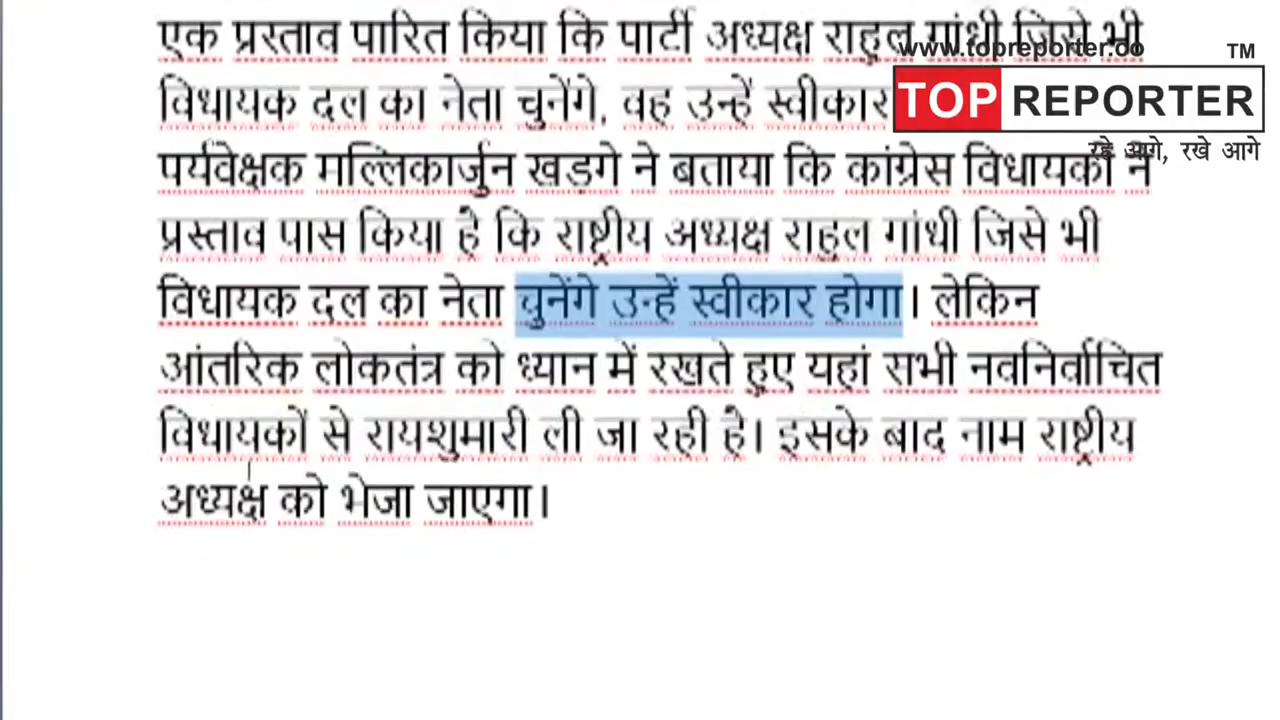 एक प्रस्ताव पारित किया कि पार्टी अध्यक्ष राहुल गांधी जिसे भी
www.topreporter.co
TM
विधायक दल का नेता चुनेंगे, वह उन्हें स्वीकार
TOP REPORTER
रहे आगे, रखे आगे
पर्यवेक्षक मल्लिकार्जुन खड़गे ने बताया कि कांग्रेस विधायकों ने
प्रस्ताव पास किया है कि राष्ट्रीय अध्यक्ष राहुल गांधी जिसे भी
विधायक दल का नेता चुनेंगे उन्हें स्वीकार होगा। लेकिन
आंतरिक लोकतंत्र को ध्यान में रखते हुए यहां सभी नवनिर्वाचित
विधायकों से रायशुमारी ली जा रही है। इसके बाद नाम राष्ट्रीय
अध्यक्ष को भेजा जाएगा।